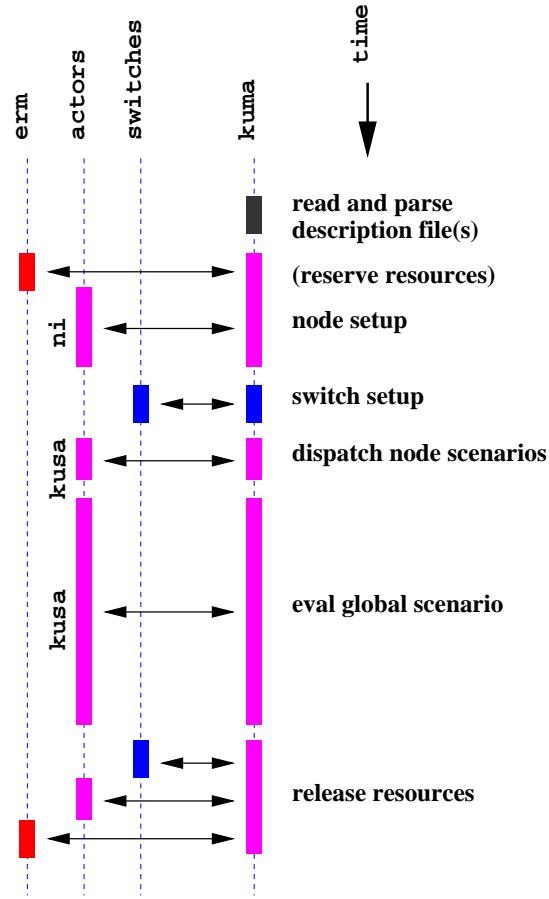 erm
actors
switches
kuma
time
read and parse
description file(s)
(reserve resources)
ni
node setup
switch setup
kusa
dispatch node scenarios
kusa
eval global scenario
release resources